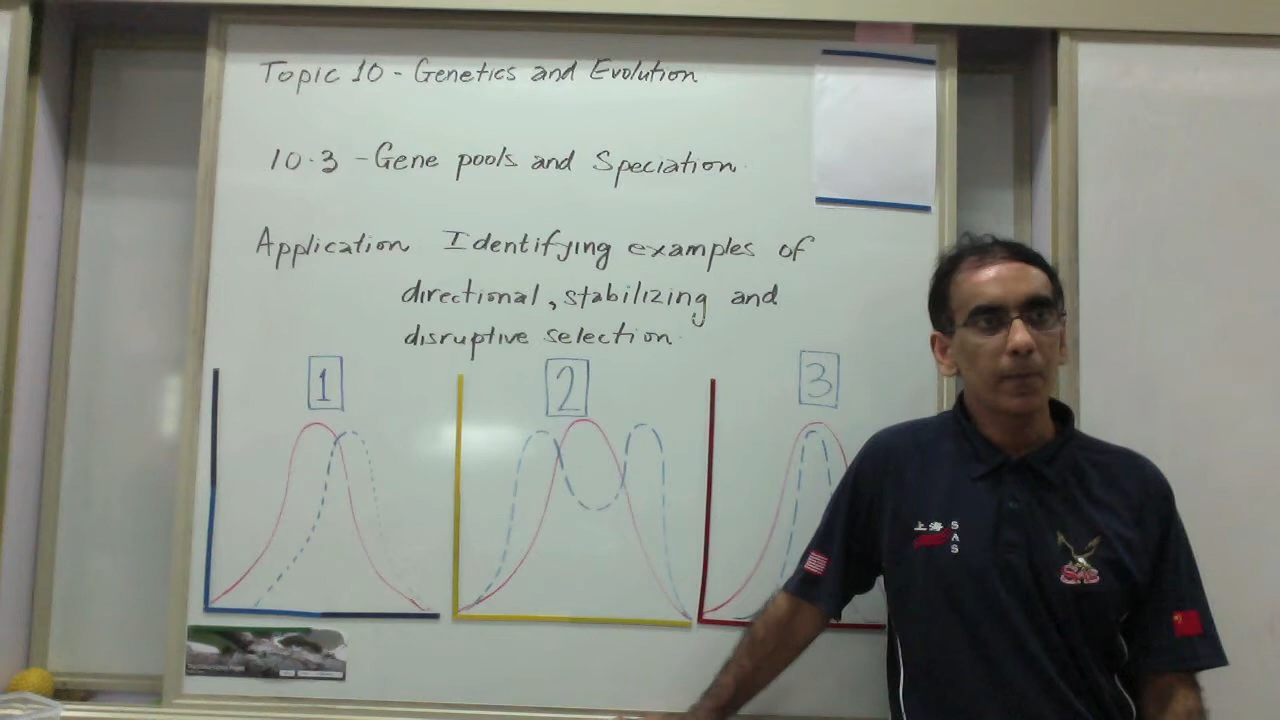 Topic 10 - Genetics and Evolution
10.3 - Gene pools and Speciation.
Application Identifying examples of
directional, stabilizing and
disruptive selection.
1
2
3
上海
SAS